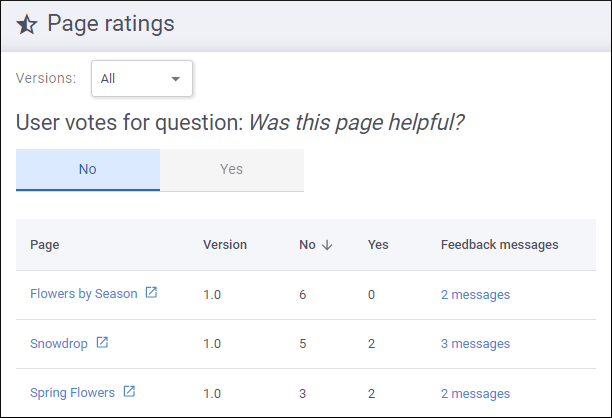 Page ratings
Versions: All
User votes for question: Was this page helpful?
No Yes
Page Version No Yes Feedback messages
Flowers by Season 1.0 6 0 2 messages
Snowdrop 1.0 5 2 3 messages
Spring Flowers 1.0 3 2 2 messages